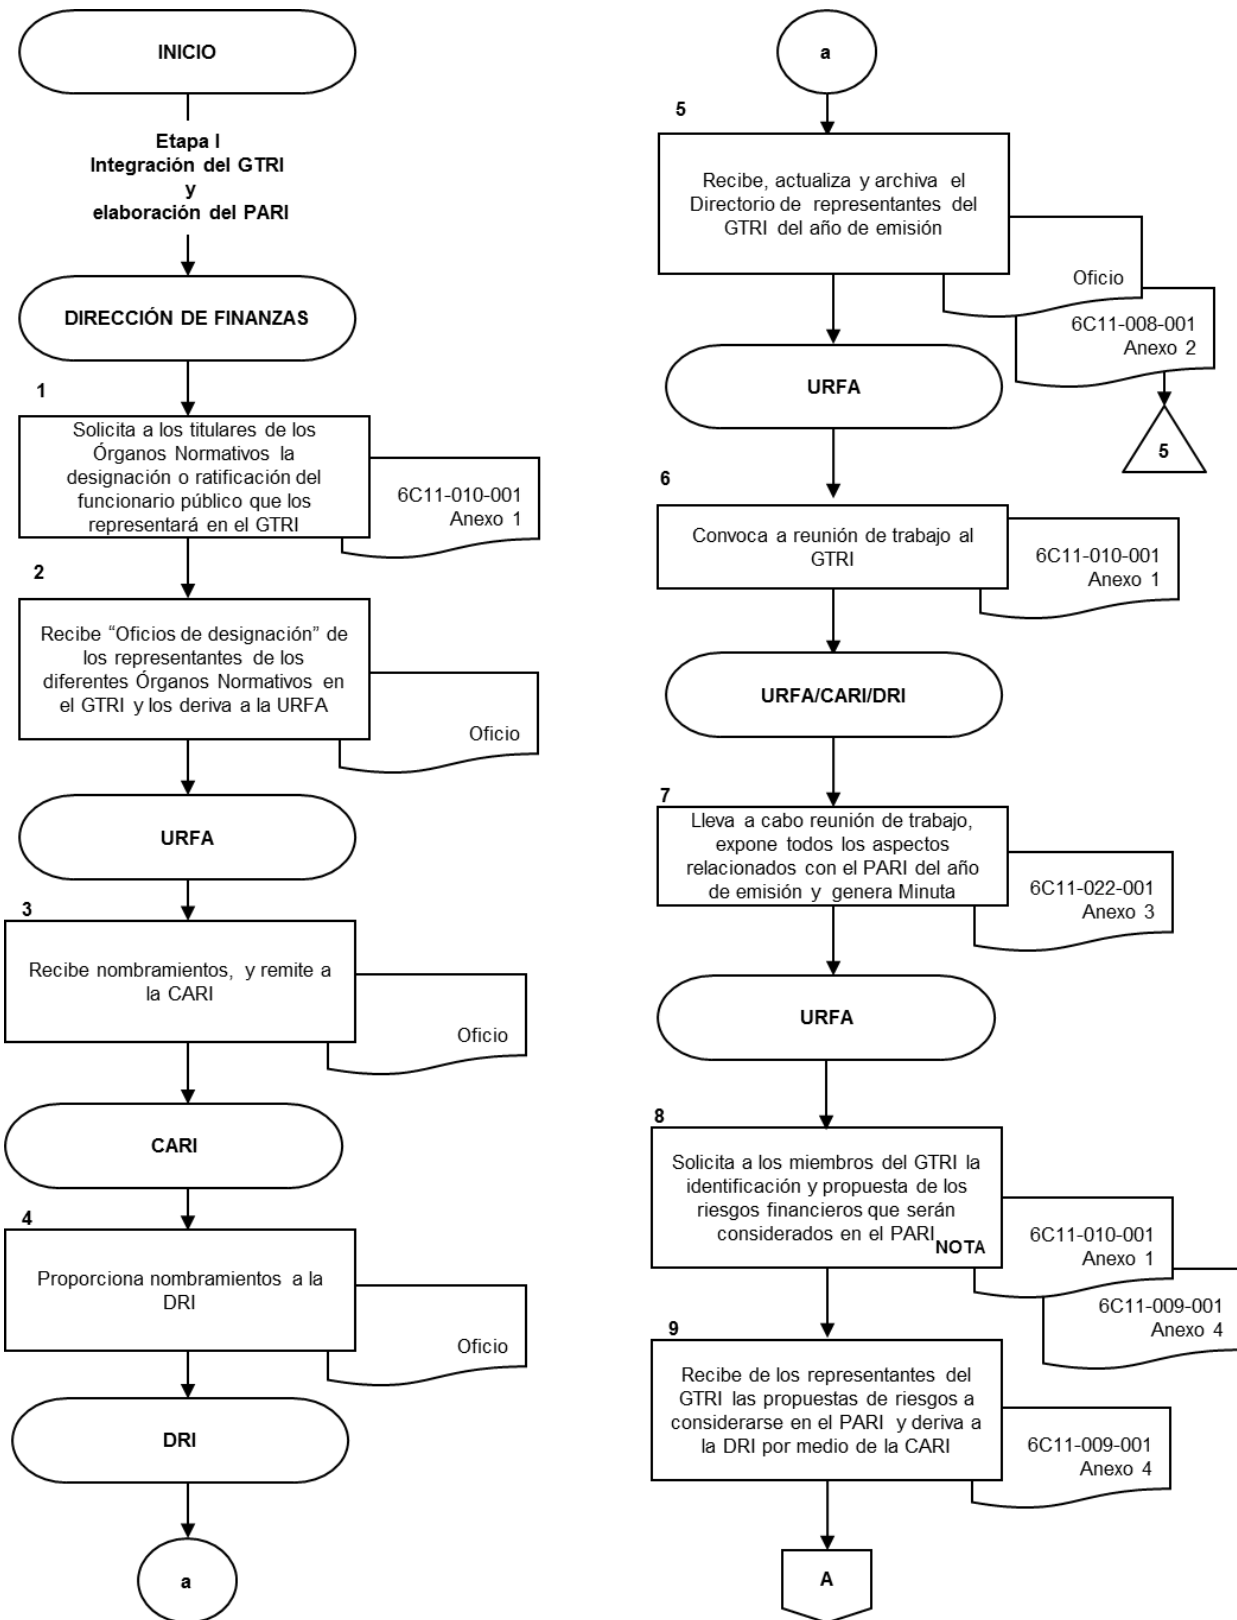 INICIO
Etapa I
Integración del GTRI
y
elaboración del PARI
DIRECCIÓN DE FINANZAS
1
Solicita a los titulares de los
Órganos Normativos la
designación o ratificación del
funcionario público que los
representará en el GTRI
6C11-010-001
Anexo 1
2
Recibe “Oficios de designación” de
los representantes de los
diferentes Órganos Normativos en
el GTRI y los deriva a la URFA
Oficio
URFA
3
Recibe nombramientos, y remite a
la CARI
Oficio
CARI
4
Proporciona nombramientos a la
DRI
Oficio
DRI
a
a
5
Recibe, actualiza y archiva el
Directorio de representantes del
GTRI del año de emisión
Oficio
6C11-008-001
Anexo 2
5
URFA
6
Convoca a reunión de trabajo al
GTRI
6C11-010-001
Anexo 1
URFA/CARI/DRI
7
Lleva a cabo reunión de trabajo,
expone todos los aspectos
relacionados con el PARI del año
de emisión y genera Minuta
6C11-022-001
Anexo 3
URFA
8
Solicita a los miembros del GTRI la
identificación y propuesta de los
riesgos financieros que serán
considerados en el PARI
NOTA
6C11-010-001
Anexo 1
6C11-009-001
Anexo 4
9
Recibe de los representantes del
GTRI las propuestas de riesgos a
considerarse en el PARI y deriva a
la DRI por medio de la CARI
6C11-009-001
Anexo 4
A